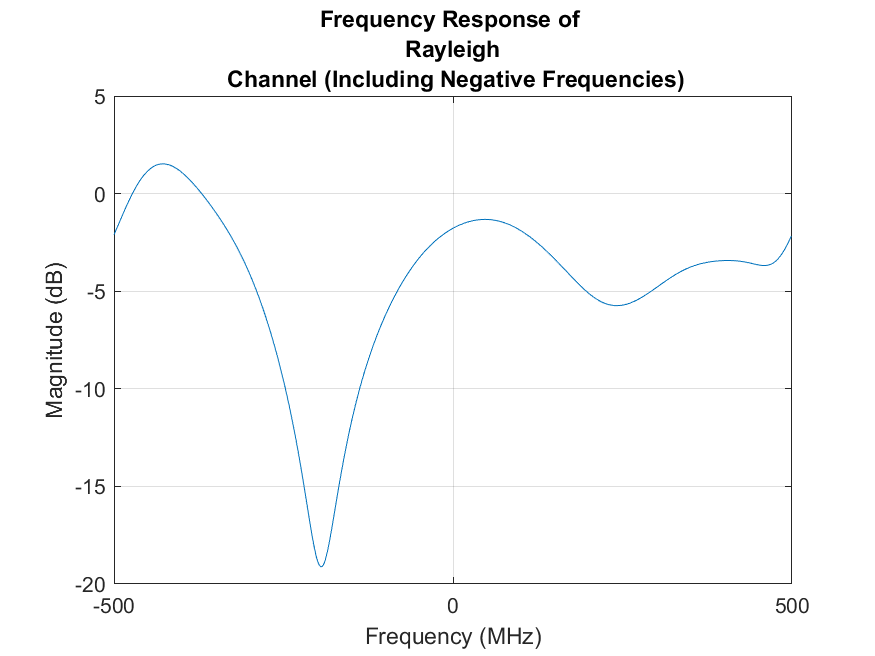 Frequency Response of
Rayleigh
Channel (Including Negative Frequencies)
5
0
-5
-10
-15
-20
Magnitude (dB)
-500
0
500
Frequency (MHz)